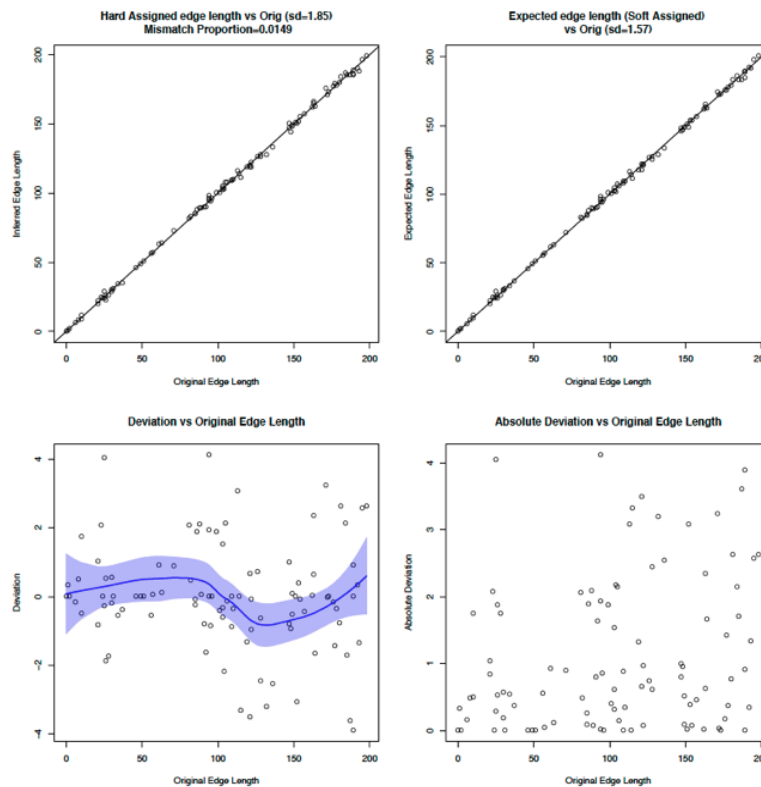 Hard Assigned edge length vs Orig (sd=1.85)
Mismatch Proportion=0.0149
Inferred Edge Length
200
150
100
50
0
0 50 100 150 200
Original Edge Length
Expected edge length (Soft Assigned)
vs Orig (sd=1.57)
Expected Edge Length
200
150
100
50
0
0 50 100 150 200
Original Edge Length
Deviation vs Original Edge Length
Deviation
4
2
0
-2
-4
0 50 100 150 200
Original Edge Length
Absolute Deviation vs Original Edge Length
Absolute Deviation
4
3
2
1
0
0 50 100 150 200
Original Edge Length